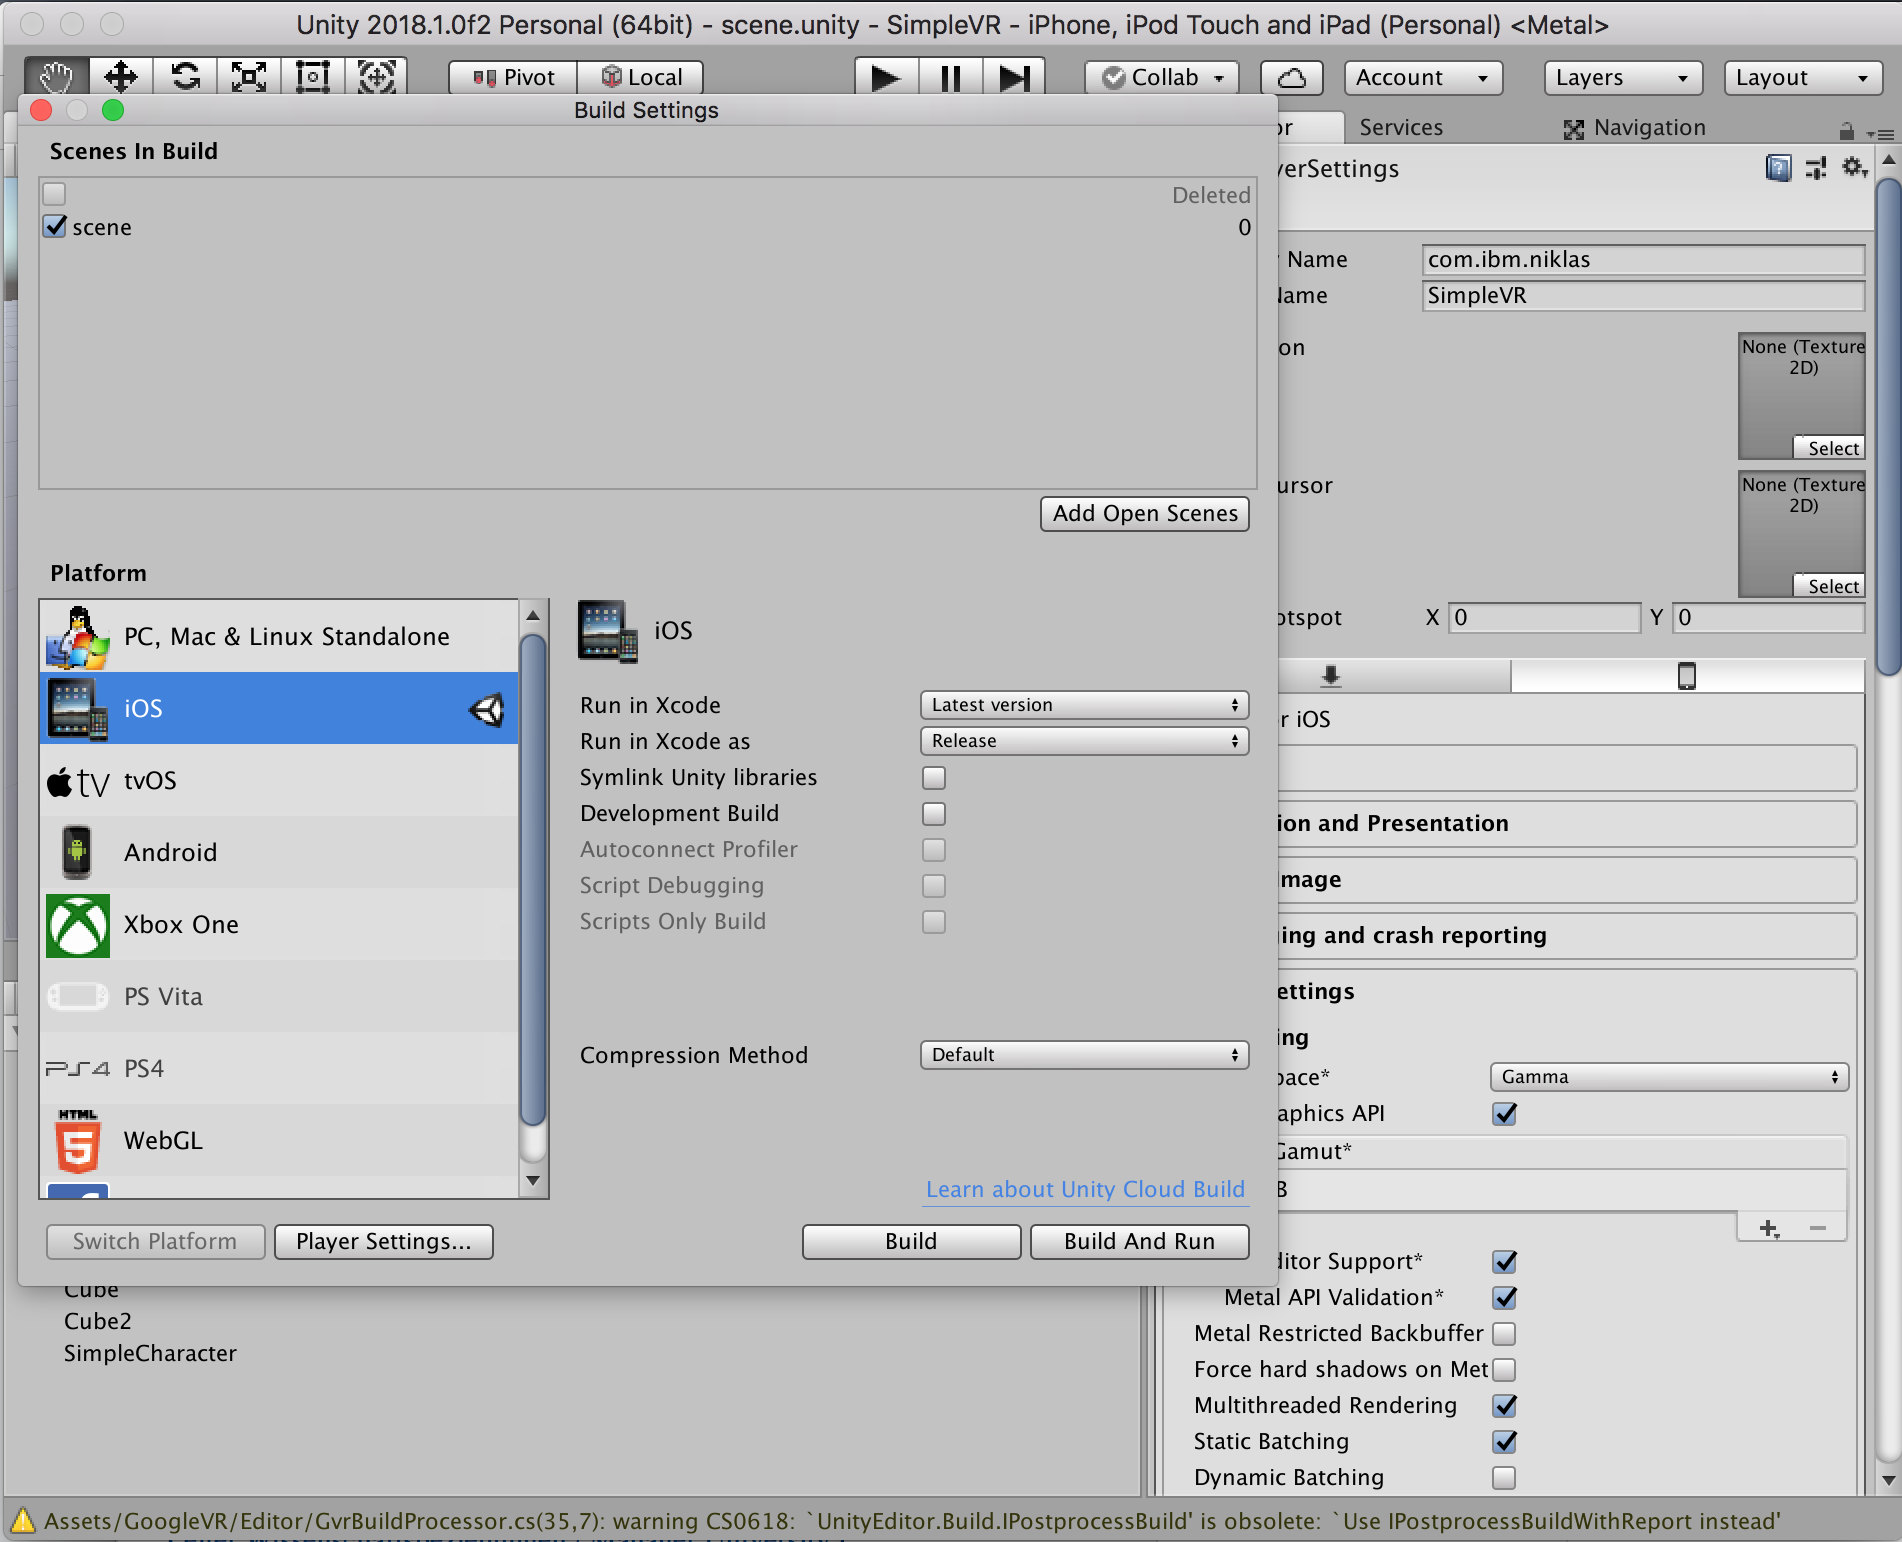 Unity 2018.1.0f2 Personal (64bit) - scene.unity - SimpleVR - iPhone, iPod Touch and iPad (Personal) <Metal>
Pivot Local Collab Account Layers Layout
Build Settings
Services Navigation
Scenes In Build
Deleted
scene 0
Add Open Scenes
Platform
PC, Mac & Linux Standalone
iOS
tv tvOS
Android
Xbox One
PS Vita
PS4 PS4
HTML
5 WebGL
iOS
Run in Xcode Latest version
Run in Xcode as Release
Symlink Unity libraries
Development Build
Autoconnect Profiler
Script Debugging
Scripts Only Build
Compression Method Default
Learn about Unity Cloud Build
Switch Platform Player Settings... Build Build And Run
yerSettings
Name com.ibm.niklas
Name SimpleVR
on None (Texture
2D)
Select
ursor None (Texture
2D)
Select
otspot X 0 Y 0
r iOS
ion and Presentation
Image
ing and crash reporting
ettings
ing
pace* Gamma
aphics API
Gamut*
B
ditor Support*
Metal API Validation*
Metal Restricted Backbuffer
Force hard shadows on Met
Multithreaded Rendering
Static Batching
Dynamic Batching
Cube
Cube2
SimpleCharacter
Assets/GoogleVR/Editor/GvrBuildProcessor.cs(35,7): warning CS0618: `UnityEditor.Build.IPostprocessBuild' is obsolete: `Use IPostprocessBuildWithReport instead'